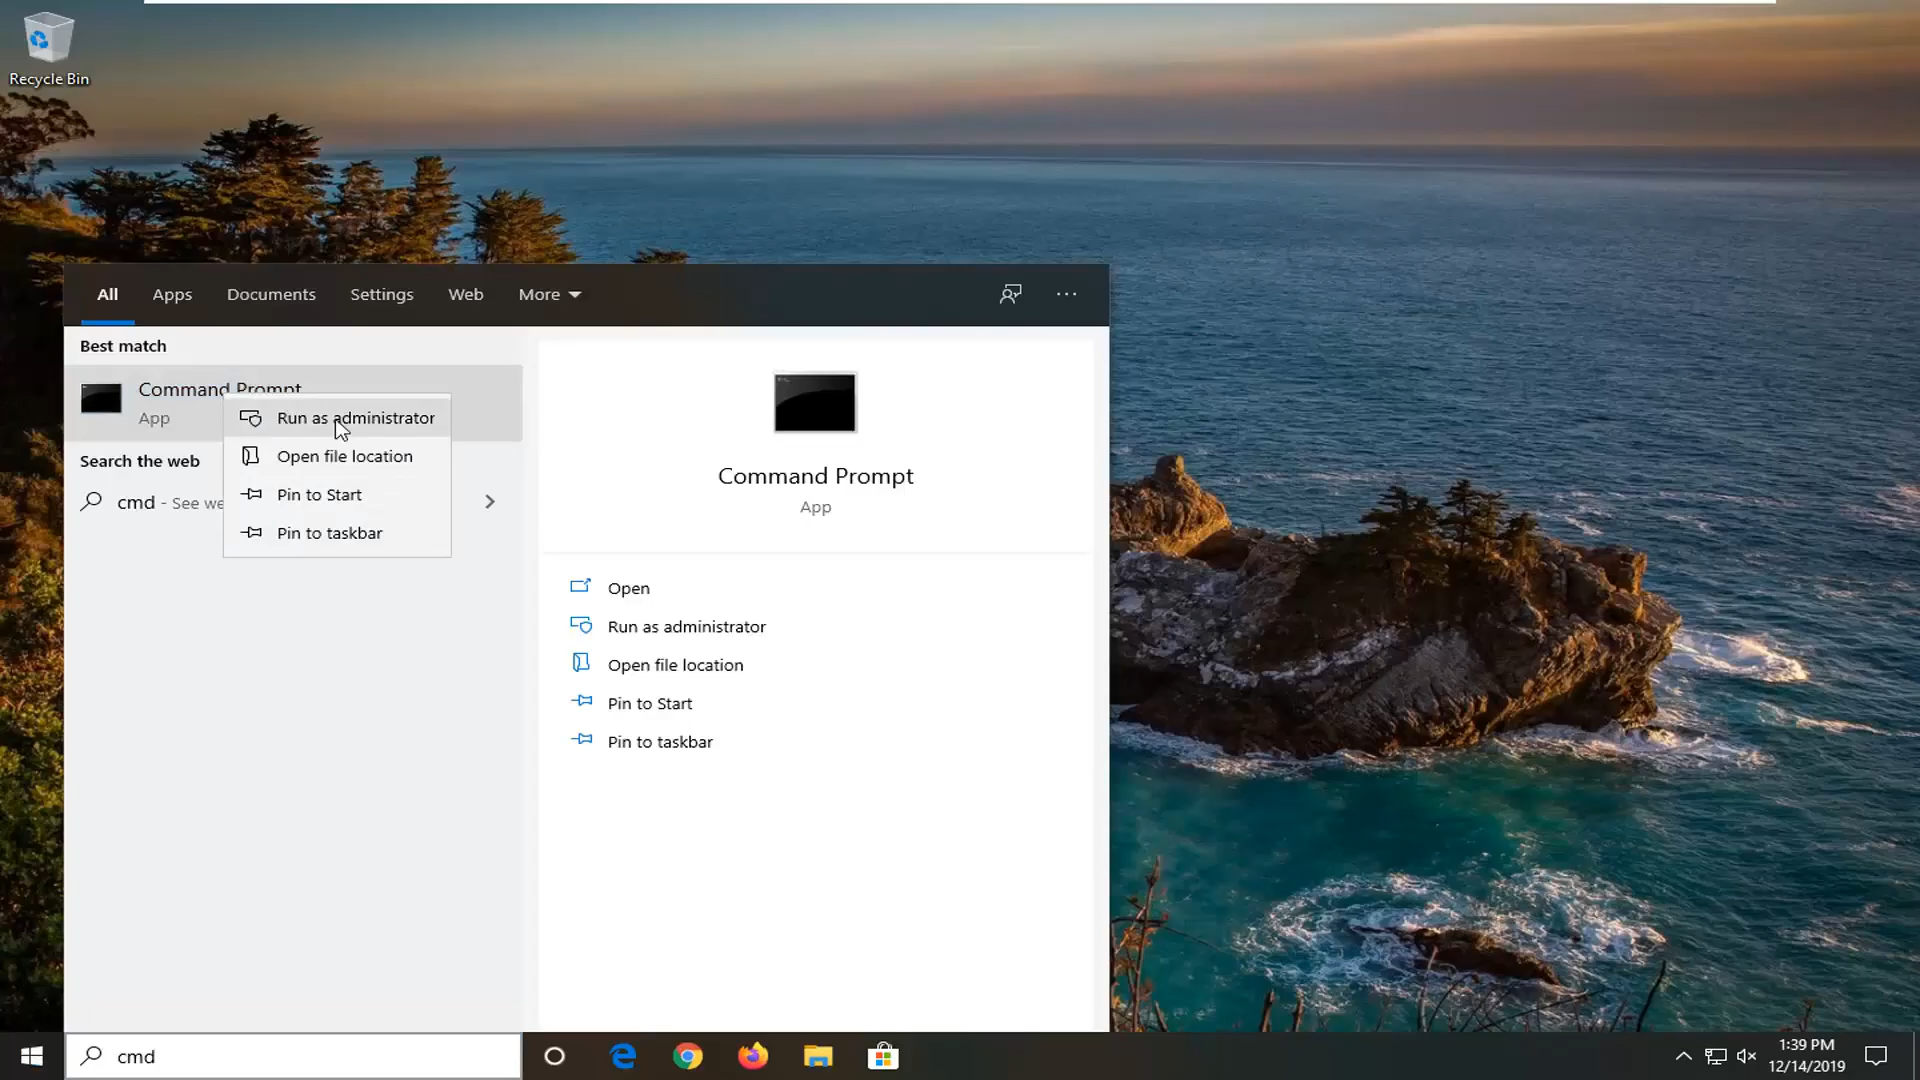 Recycle Bin
All Apps Documents Settings Web More
Best match
Command Prompt
App
Run as administrator
Open file location
Pin to Start
Pin to taskbar
Search the web
cmd - See we
Command Prompt
App
Open
Run as administrator
Open file location
Pin to Start
Pin to taskbar
cmd
1:39 PM
12/14/2019